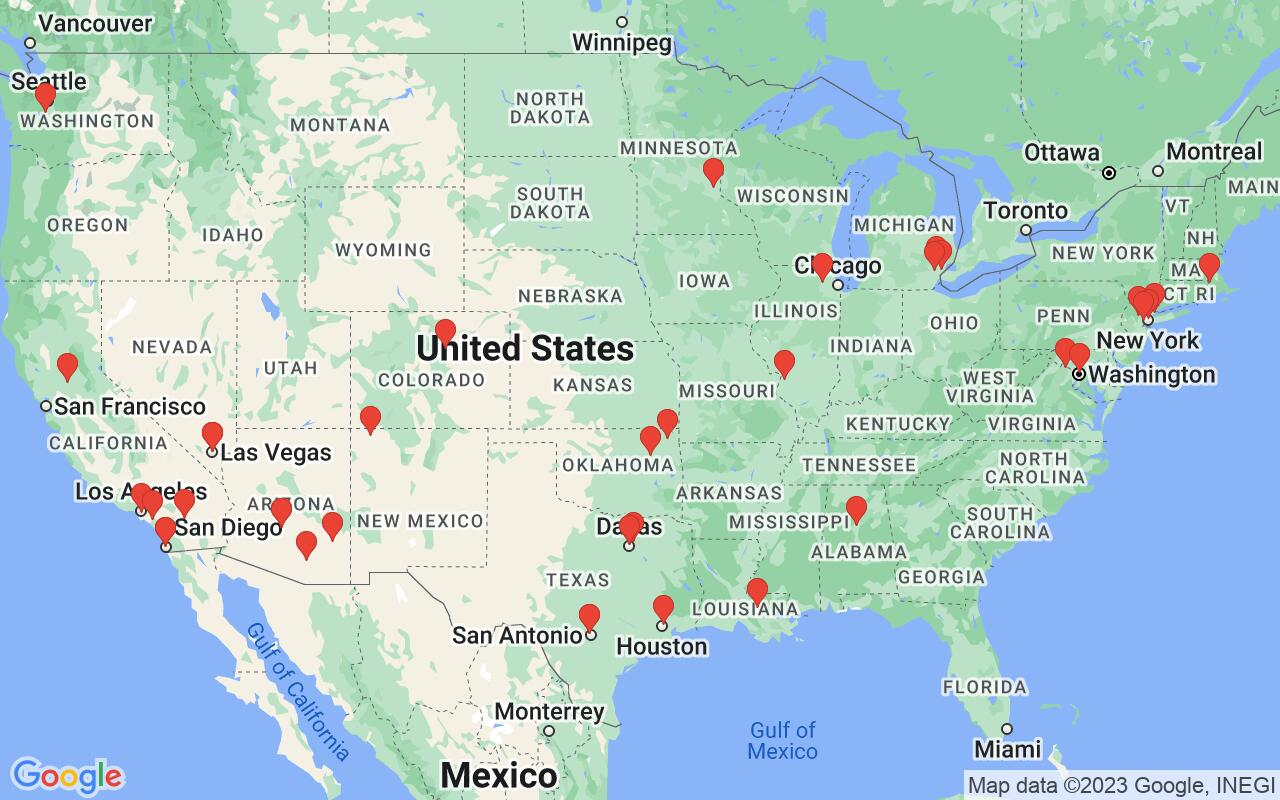 Vancouver
Winnipeg
Seattle
WASHINGTON
MONTANA
NORTH
DAKOTA
MINNESOTA
Ottawa
Montreal
MAIN
WISCONSIN
SOUTH
DAKOTA
VT
MICHIGAN
Toronto
OREGON
IDAHO
NH
WYOMING
NEW YORK
MA
Chicago
IOWA
NEBRASKA
CT RI
ILLINOIS
PENN
OHIO
New York
NEVADA
United States
INDIANA
UTAH
COLORADO
KANSAS
MISSOURI
WEST
VIRGINIA
Washington
San Francisco
KENTUCKY
VIRGINIA
CALIFORNIA
Las Vegas
OKLAHOMA
TENNESSEE
NORTH
CAROLINA
Los Angeles
ARIZONA
ARKANSAS
San Diego
NEW MEXICO
Dallas
MISSISSIPPI
SOUTH
CAROLINA
ALABAMA
TEXAS
GEORGIA
LOUISIANA
San Antonio
Houston
Gulf of California
FLORIDA
Monterrey
Gulf of
Mexico
Miami
Mexico
Google
Map data ©2023 Google, INEGI